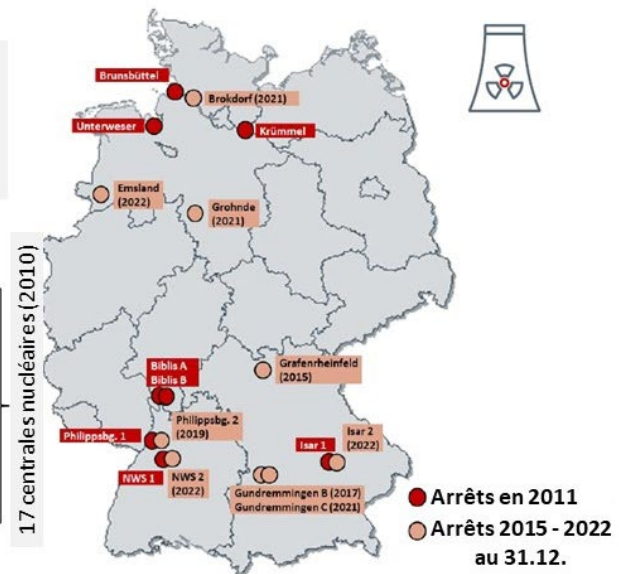 17 centrales nucléaires (2010)
Brunsbüttel
Brokdorf (2021)
Unterweser
Krümmel
Emsland
(2022)
Grohnde
(2021)
Biblis A
Biblis B
Grafenrheinfeld
(2015)
Philippsbg. 2
(2019)
Philippsbg. 1
Isar 1
Isar 2
(2022)
NWS 1
NWS 2
(2022)
Gundremmingen B (2017)
Gundremmingen C (2021)
Arrêts en 2011
Arrêts 2015 - 2022
au 31.12.